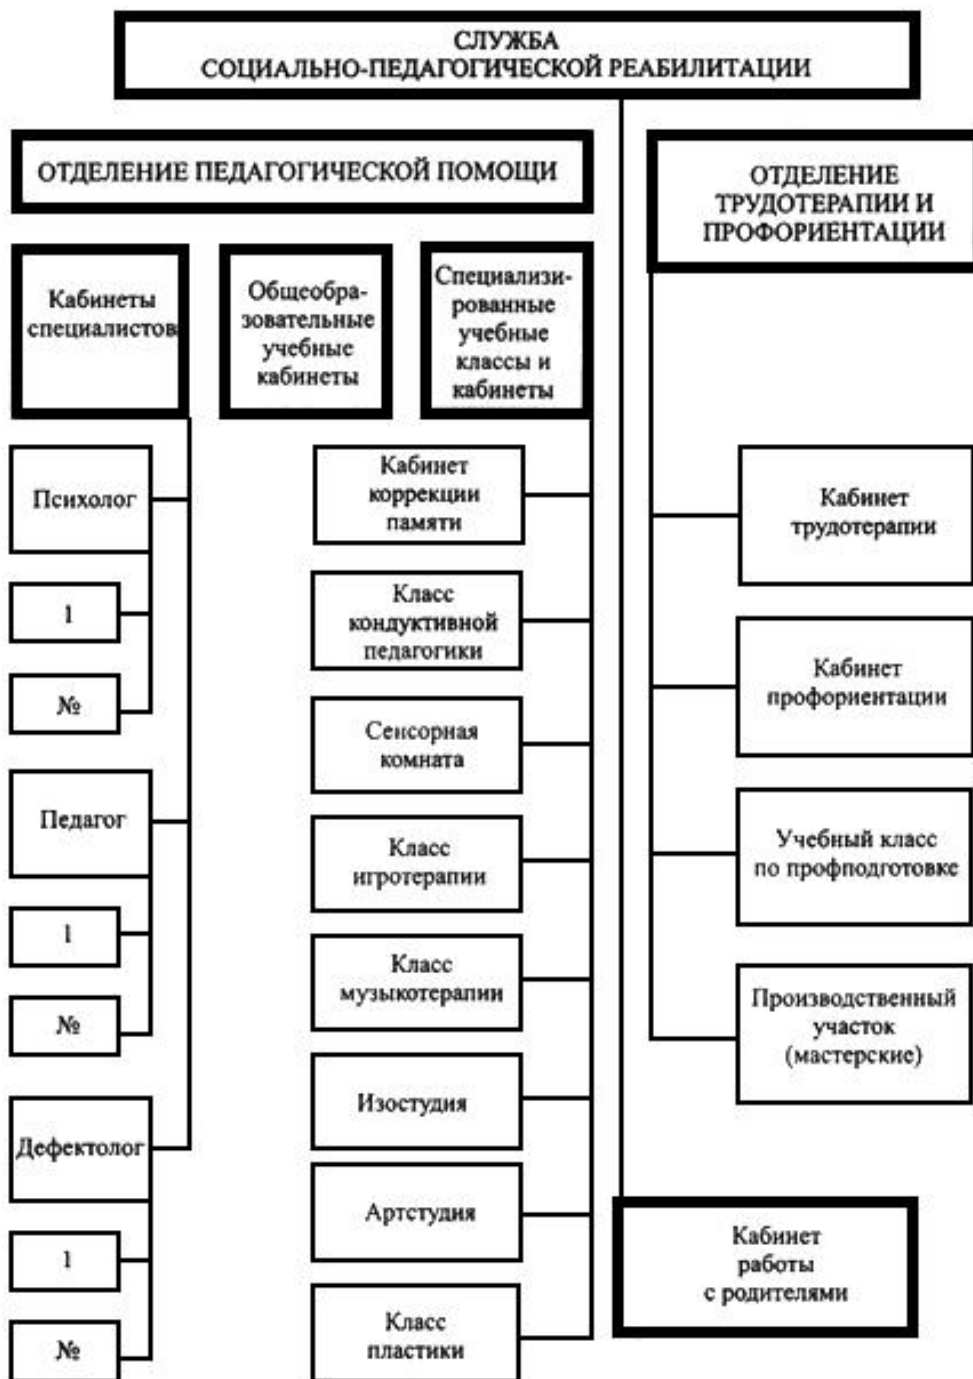 СЛУЖБА
СОЦИАЛЬНО-ПЕДАГОГИЧЕСКОЙ РЕАБИЛИТАЦИИ
ОТДЕЛЕНИЕ ПЕДАГОГИЧЕСКОЙ ПОМОЩИ
ОТДЕЛЕНИЕ
ТРУДОТЕРАПИИ И
ПРОФОРИЕНТАЦИИ
Кабинеты
специалистов
Общеобра-
зовательные
учебные
кабинеты
Специализи-
рованные
учебные
классы и
кабинеты
Психолог
1
№
Педагог
1
№
Дефектолог
1
№
Кабинет
коррекции
памяти
Класс
кондуктивной
педагогики
Сенсорная
комната
Класс
игротерапии
Класс
музыкотерапии
Изостудия
Артстудия
Класс
пластики
Кабинет
трудотерапии
Кабинет
профориентации
Учебный класс
по профподготовке
Производственный
участок
(мастерские)
Кабинет
работы
с родителями